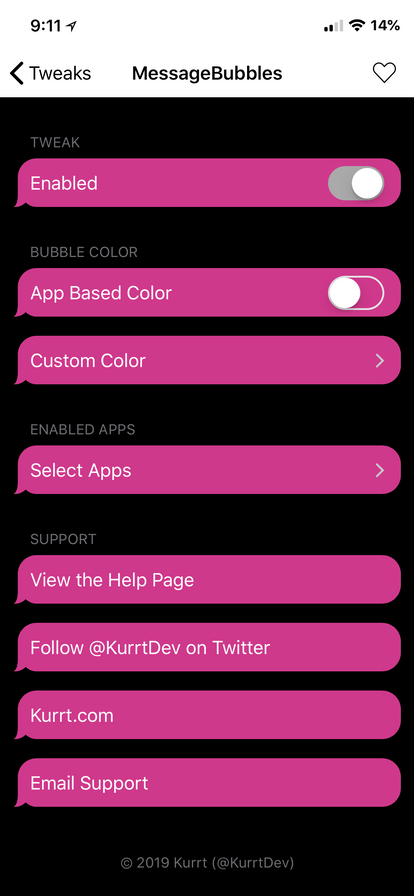 9:11 14%
Tweaks MessageBubbles
TWEAK
Enabled
BUBBLE COLOR
App Based Color
Custom Color
ENABLED APPS
Select Apps
SUPPORT
View the Help Page
Follow @KurrtDev on Twitter
Kurrt.com
Email Support
© 2019 Kurrt (@KurrtDev)